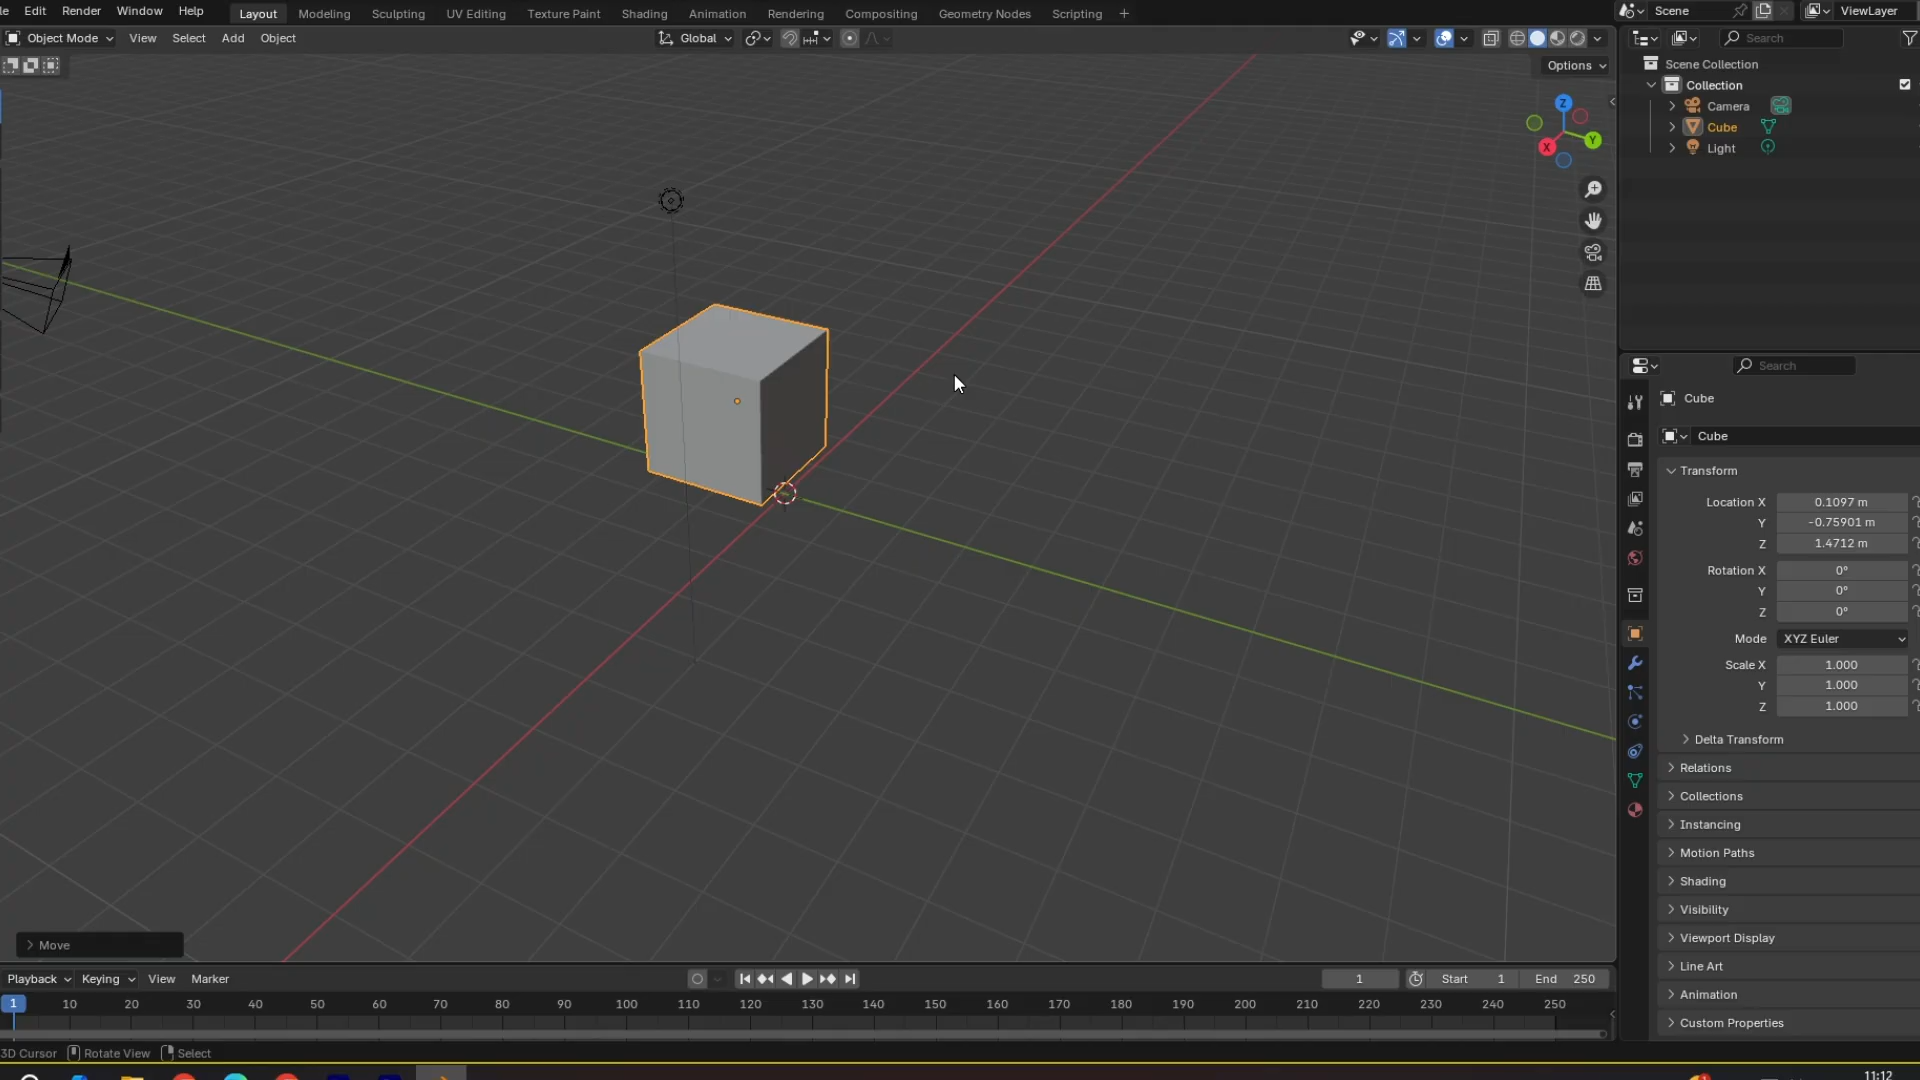 le Edit Render Window Help Layout Modeling Sculpting UV Editing Texture Paint Shading Animation Rendering Compositing Geometry Nodes Scripting + Scene ViewLayer
Object Mode View Select Add Object Global Search
Options
Scene Collection
Collection
Camera
Cube
Light
Z
Y
X
Search
Cube
Cube
Transform
Location X 0.1097 m
Y -0.75901 m
Z 1.4712 m
Rotation X 0°
Y 0°
Z 0°
Mode XYZ Euler
Scale X 1.000
Y 1.000
Z 1.000
Delta Transform
Relations
Collections
Instancing
Motion Paths
Shading
Visibility
Viewport Display
Line Art
Animation
Custom Properties
Move
Playback Keying View Marker 1 Start 1 End 250
1 10 20 30 40 50 60 70 80 90 100 110 120 130 140 150 160 170 180 190 200 210 220 230 240 250
3D Cursor Rotate View Select
11:12